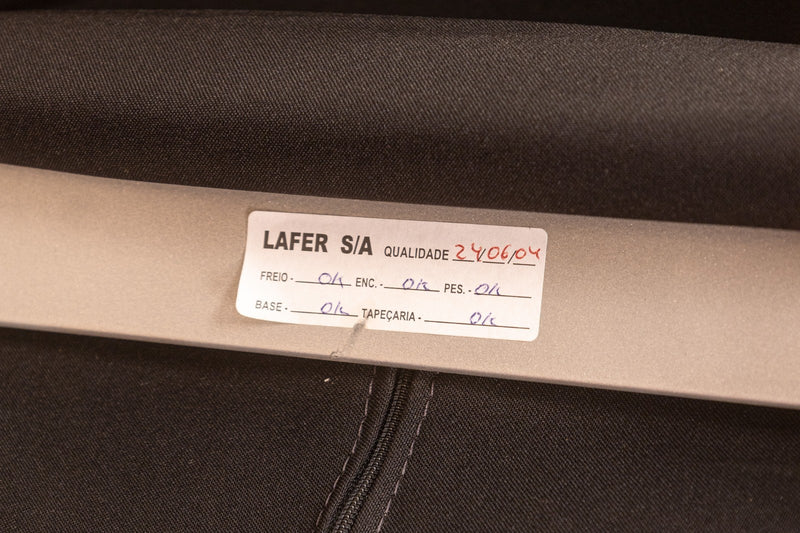 LAFER S/A QUALIDADE 24/06/04
FREIO - Ok ENC. - Ok PES. - Ok
BASE - Ok TAPEÇARIA - Ok